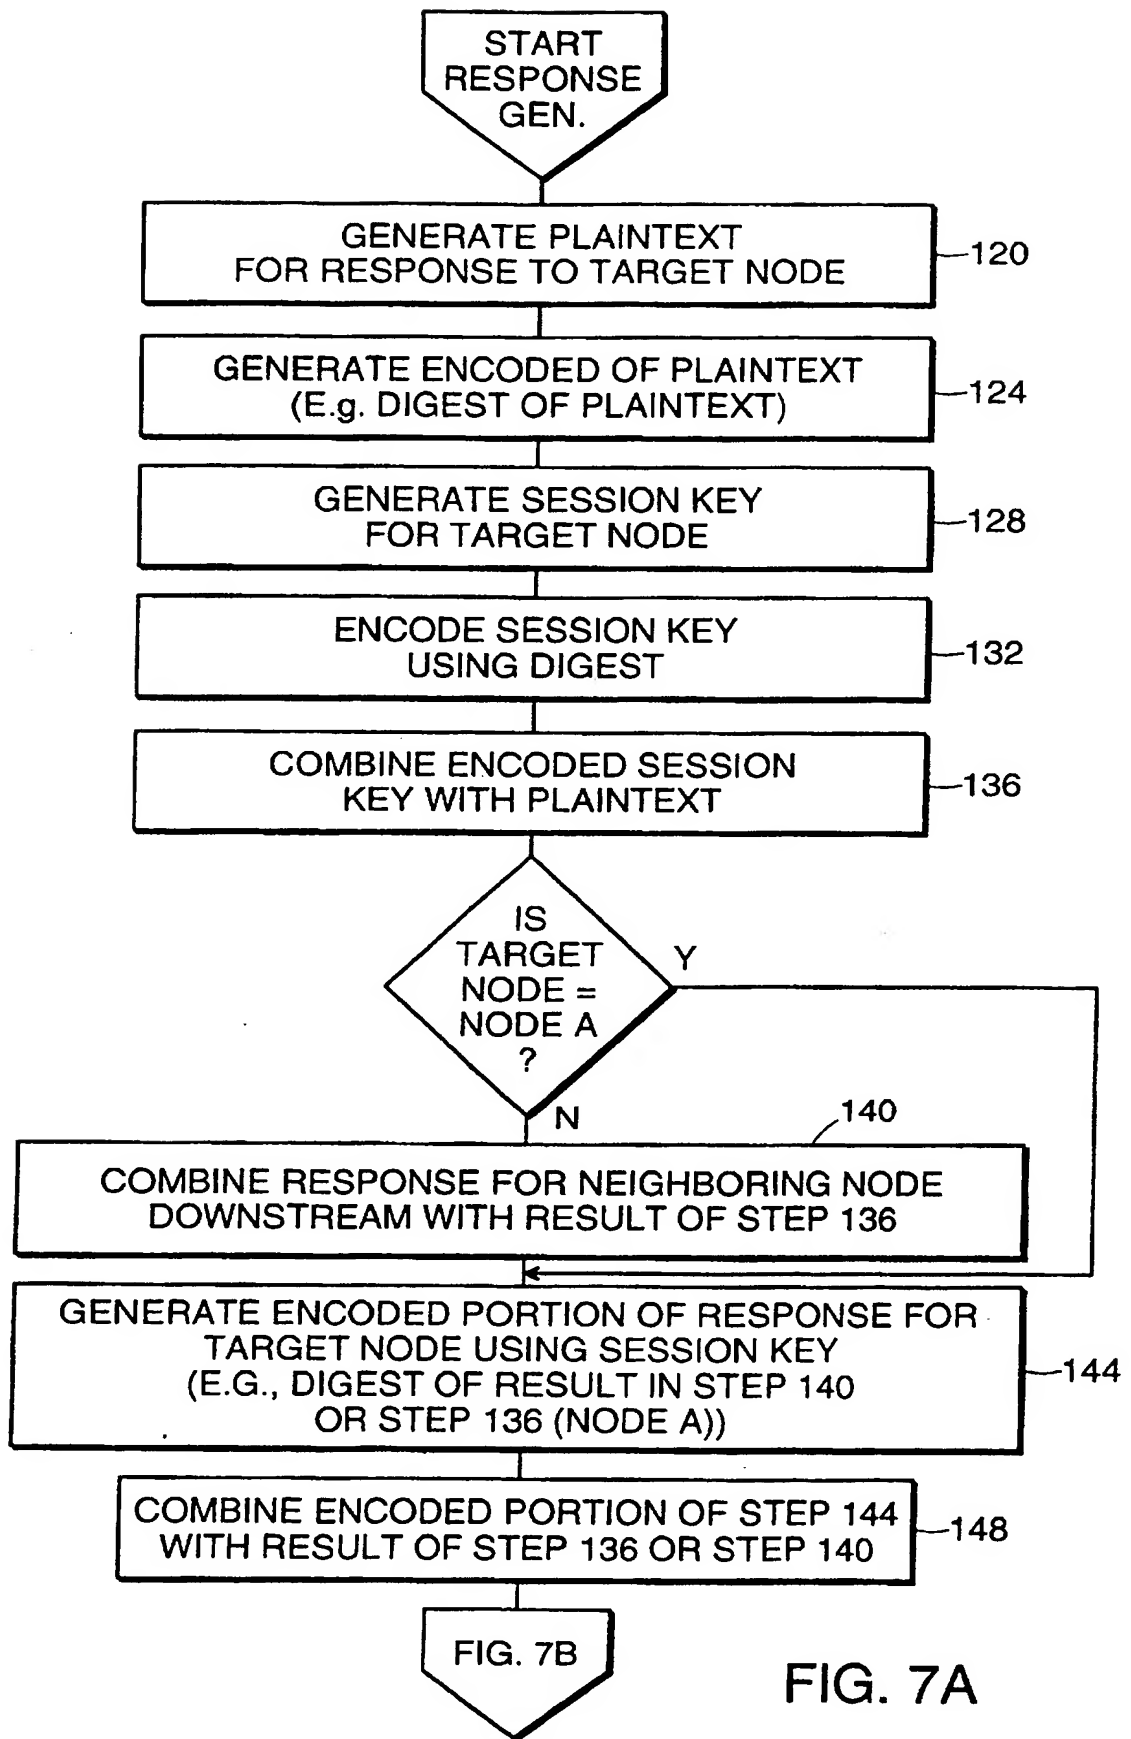 START
RESPONSE
GEN.
GENERATE PLAINTEXT
FOR RESPONSE TO TARGET NODE
120
GENERATE ENCODED OF PLAINTEXT
(E.g. DIGEST OF PLAINTEXT)
124
GENERATE SESSION KEY
FOR TARGET NODE
128
ENCODE SESSION KEY
USING DIGEST
132
COMBINE ENCODED SESSION
KEY WITH PLAINTEXT
136
IS
TARGET
NODE =
NODE A
?
Y
N
140
COMBINE RESPONSE FOR NEIGHBORING NODE
DOWNSTREAM WITH RESULT OF STEP 136
GENERATE ENCODED PORTION OF RESPONSE FOR
TARGET NODE USING SESSION KEY
(E.G., DIGEST OF RESULT IN STEP 140
OR STEP 136 (NODE A))
144
COMBINE ENCODED PORTION OF STEP 144
WITH RESULT OF STEP 136 OR STEP 140
148
FIG. 7B
FIG. 7A